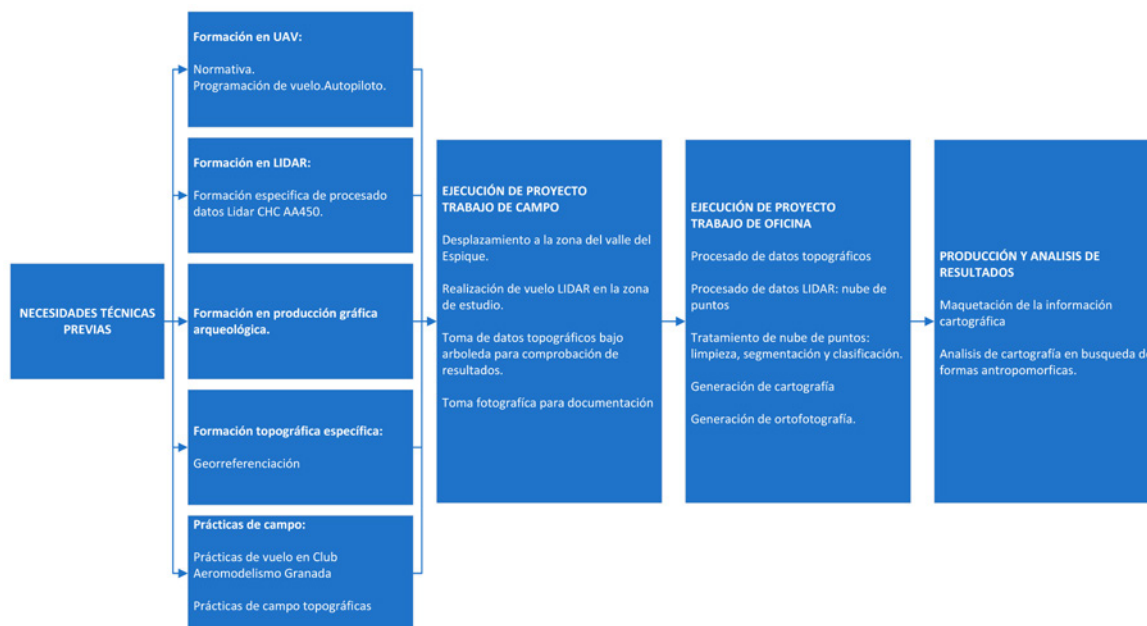 NECESIDADES TÉCNICAS
PREVIAS
Formación en UAV:
Normativa.
Programación de vuelo.Autopiloto.
Formación en LIDAR:
Formación especifica de procesado
datos Lidar CHC AA450.
Formación en producción gráfica
arqueológica.
Formación topográfica específica:
Georreferenciación
Prácticas de campo:
Prácticas de vuelo en Club
Aeromodelismo Granada
Prácticas de campo topográficas
EJECUCIÓN DE PROYECTO
TRABAJO DE CAMPO
Desplazamiento a la zona del valle del
Espique.
Realización de vuelo LIDAR en la zona
de estudio.
Toma de datos topográficos bajo
arboleda para comprobación de
resultados.
Toma fotografíca para documentación
EJECUCIÓN DE PROYECTO
TRABAJO DE OFICINA
Procesado de datos topográficos
Procesado de datos LIDAR: nube de
puntos
Tratamiento de nube de puntos:
limpieza, segmentación y clasificación.
Generación de cartografía
Generación de ortofotografía.
PRODUCCIÓN Y ANALISIS DE
RESULTADOS
Maquetación de la información
cartográfica
Analisis de cartografía en busqueda de
formas antropomorficas.